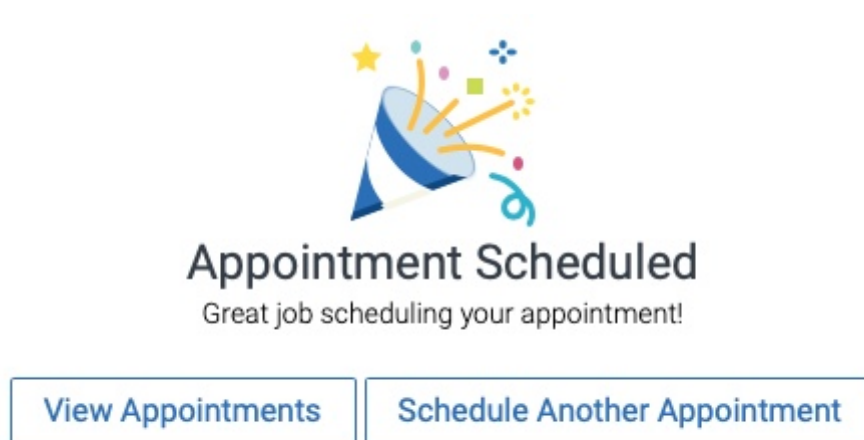 Appointment Scheduled
Great job scheduling your appointment!
View Appointments
Schedule Another Appointment